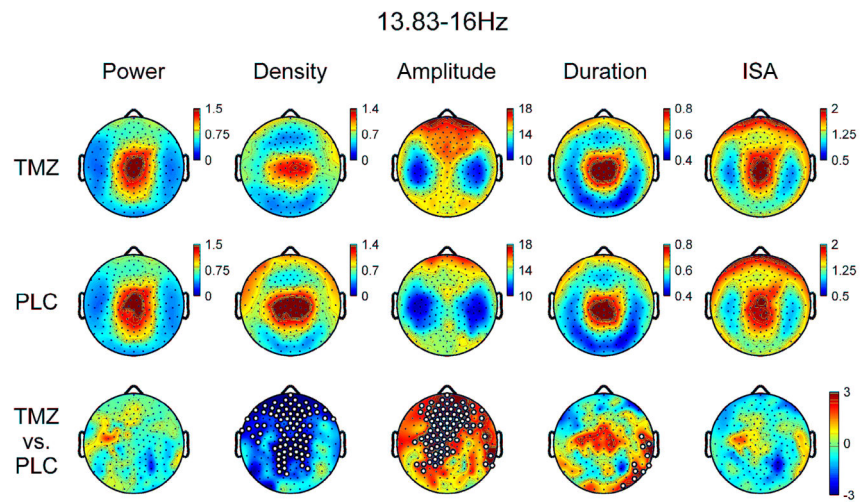 13.83-16Hz
Power Density Amplitude Duration ISA
TMZ
1.5 0.75 0
1.4 0.7 0
18 14 10
0.8 0.6 0.4
2 1.25 0.5
PLC
1.5 0.75 0
1.4 0.7 0
18 14 10
0.8 0.6 0.4
2 1.25 0.5
TMZ
vs.
PLC
3
0
-3